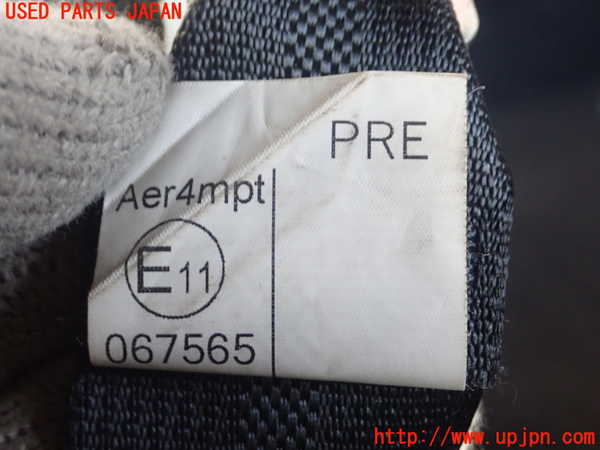 USED PARTS JAPAN
PRE
Aer4mpt
E11
067565
http://www.upjpn.com